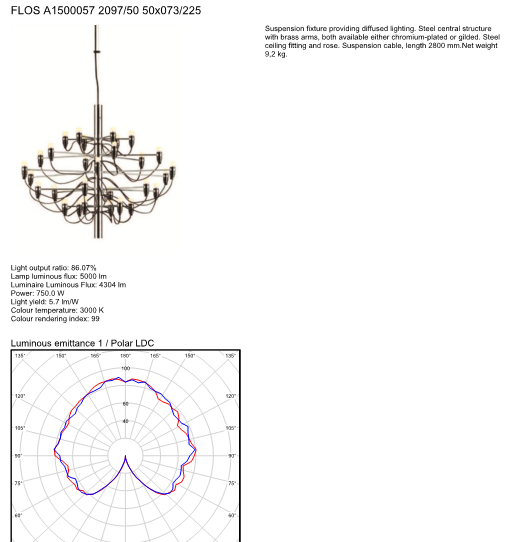 FLOS A1500057 2097/50 50x073/225
Suspension fixture providing diffused lighting. Steel central structure
with brass arms, both available either chromium-plated or gilded. Steel
ceiling fitting and rose. Suspension cable, length 2800 mm.Net weight
9,2 kg.
Light output ratio: 86.07%
Lamp luminous flux: 5000 lm
Luminaire Luminous Flux: 4304 lm
Power: 750.0 W
Light yield: 5.7 lm/W
Colour temperature: 3000 K
Colour rendering index: 99
Luminous emittance 1 / Polar LDC
135° 150° 165° 180° 165° 150° 135°
100
120° 120°
60
40
105° 105°
90° 90°
75° 75°
60° 60°